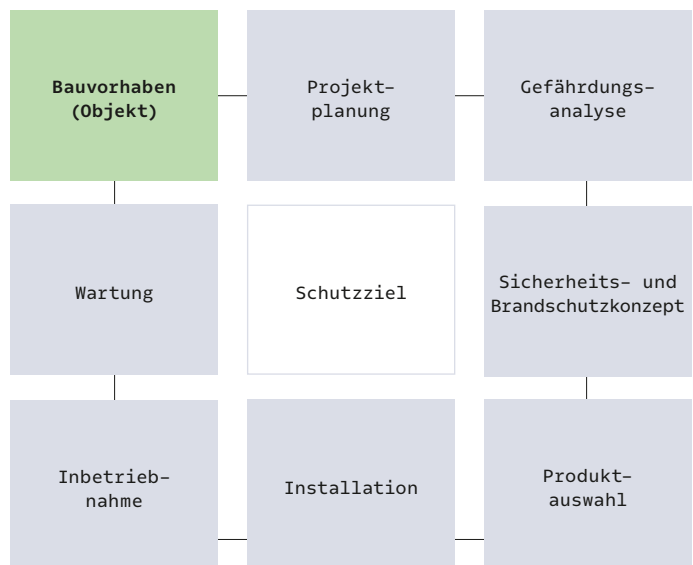 Bauvorhaben
(Objekt)
Projekt-
planung
Gefährdungs-
analyse
Wartung
Schutzziel
Sicherheits- und
Brandschutzkonzept
Inbetrieb-
nahme
Installation
Produkt-
auswahl